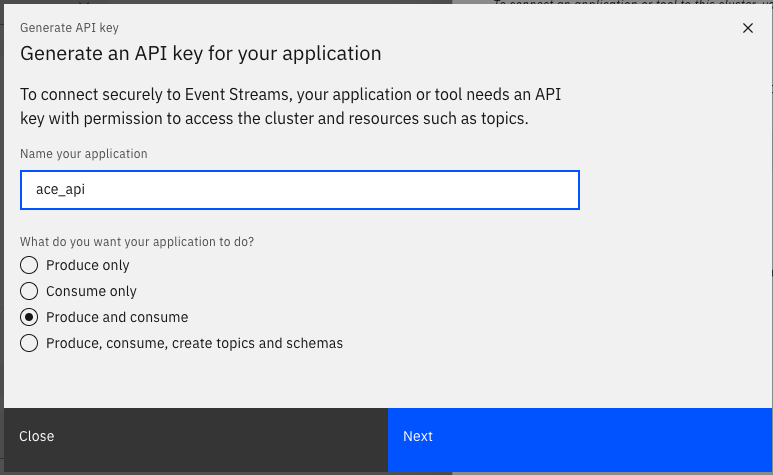 Generate API key
Generate an API key for your application
To connect securely to Event Streams, your application or tool needs an API
key with permission to access the cluster and resources such as topics.
Name your application
ace_api
What do you want your application to do?
Produce only
Consume only
Produce and consume
Produce, consume, create topics and schemas
Close
Next